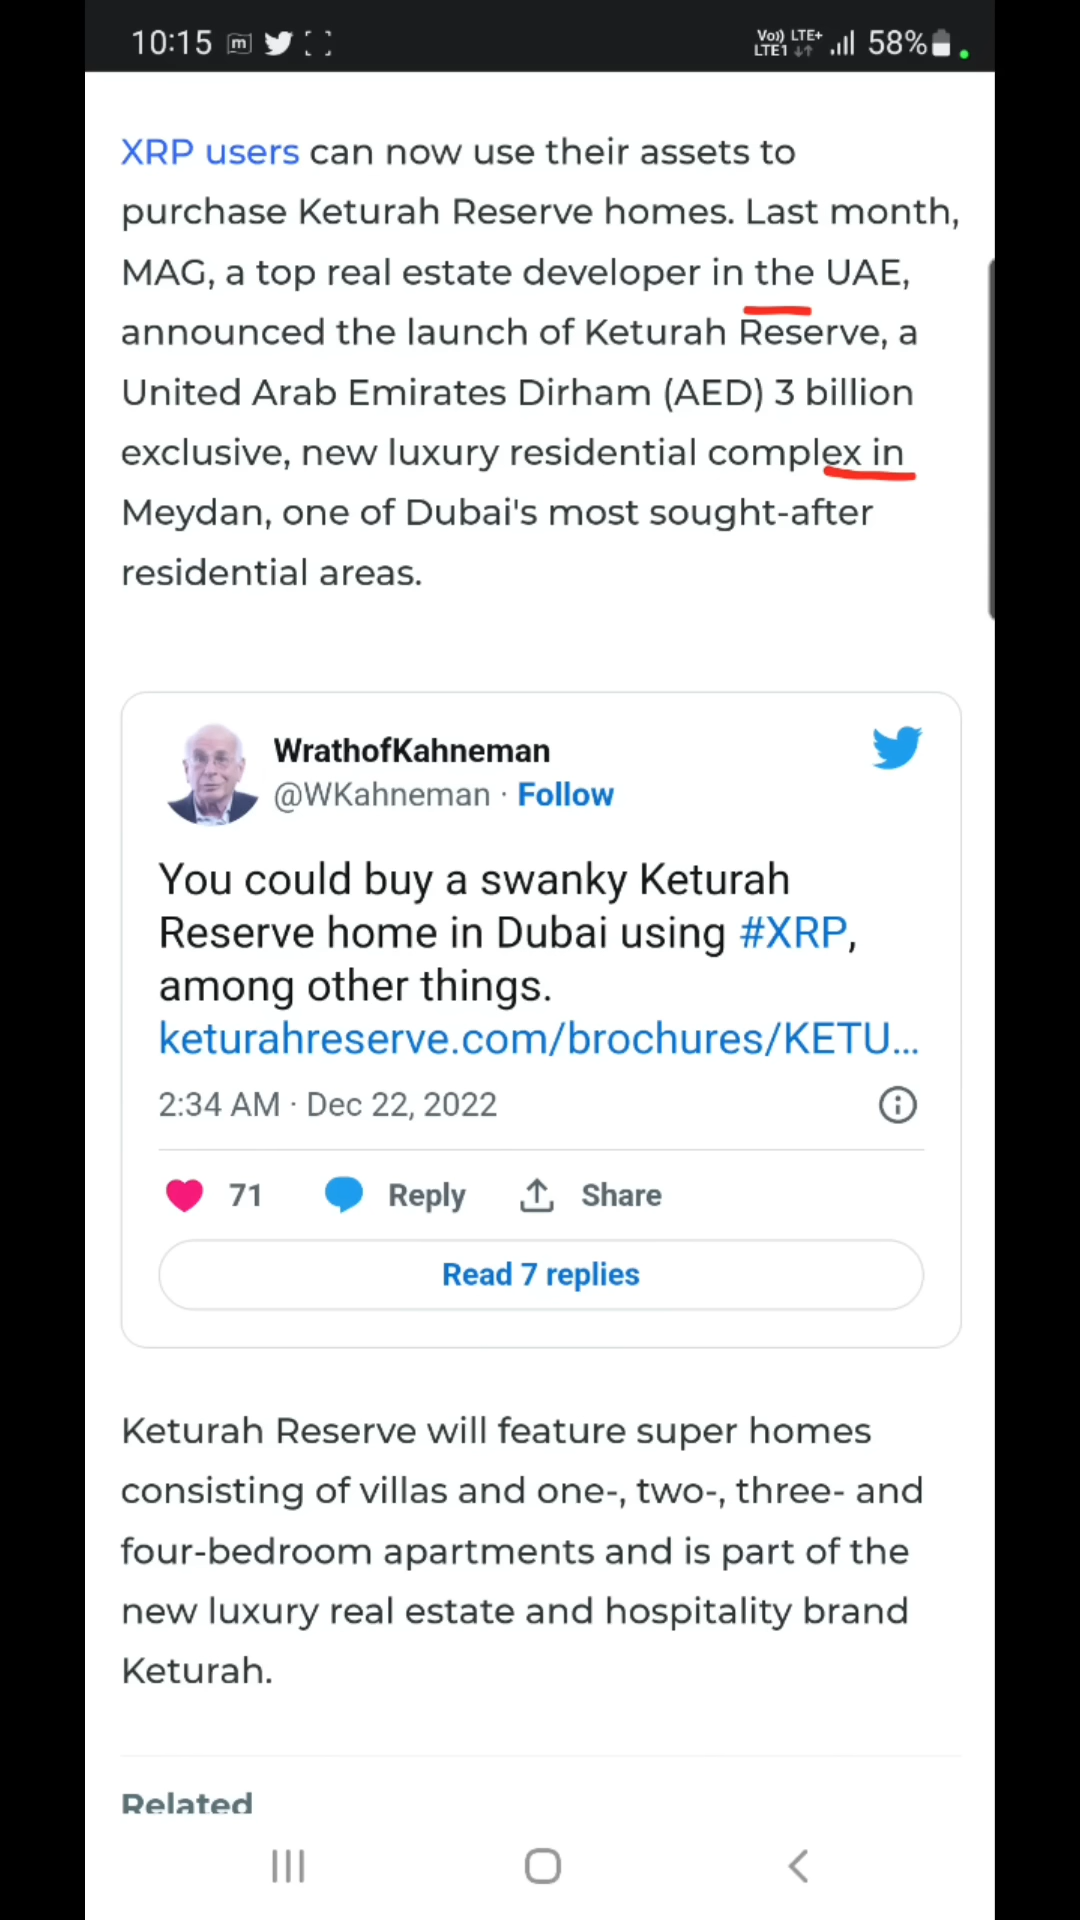 10:15 m Vo)) LTE+ LTE1 58%
XRP users can now use their assets to
purchase Keturah Reserve homes. Last month,
MAG, a top real estate developer in the UAE,
announced the launch of Keturah Reserve, a
United Arab Emirates Dirham (AED) 3 billion
exclusive, new luxury residential complex in
Meydan, one of Dubai's most sought-after
residential areas.
WrathofKahneman
@WKahneman · Follow
You could buy a swanky Keturah
Reserve home in Dubai using #XRP,
among other things.
keturahreserve.com/brochures/KETU...
2:34 AM · Dec 22, 2022
71 Reply Share
Read 7 replies
Keturah Reserve will feature super homes
consisting of villas and one-, two-, three- and
four-bedroom apartments and is part of the
new luxury real estate and hospitality brand
Keturah.
Related